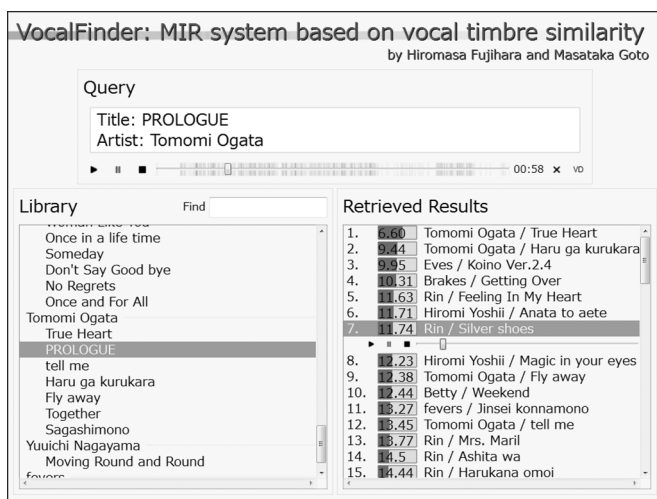 VocalFinder: MIR system based on vocal timbre similarity
by Hiromasa Fujihara and Masataka Goto
Query
Title: PROLOGUE
Artist: Tomomi Ogata
00:58 × VD
Library Find
Woman Like You
Once in a life time
Someday
Don't Say Good bye
No Regrets
Once and For All
Tomomi Ogata
True Heart
PROLOGUE
tell me
Haru ga kurukara
Fly away
Together
Sagashimono
Yuuichi Nagayama
Moving Round and Round
fevers
Retrieved Results
1. 6.60 Tomomi Ogata / True Heart
2. 9.44 Tomomi Ogata / Haru ga kurukara
3. 9.95 Eves / Koino Ver.2.4
4. 10.31 Brakes / Getting Over
5. 11.63 Rin / Feeling In My Heart
6. 11.71 Hiromi Yoshii / Anata to aete
7. 11.74 Rin / Silver shoes
8. 12.23 Hiromi Yoshii / Magic in your eyes
9. 12.38 Tomomi Ogata / Fly away
10. 12.44 Betty / Weekend
11. 13.27 fevers / Jinsei konnamono
12. 13.45 Tomomi Ogata / tell me
13. 13.77 Rin / Mrs. Maril
14. 14.5 Rin / Ashita wa
15. 14.44 Rin / Harukana omoi